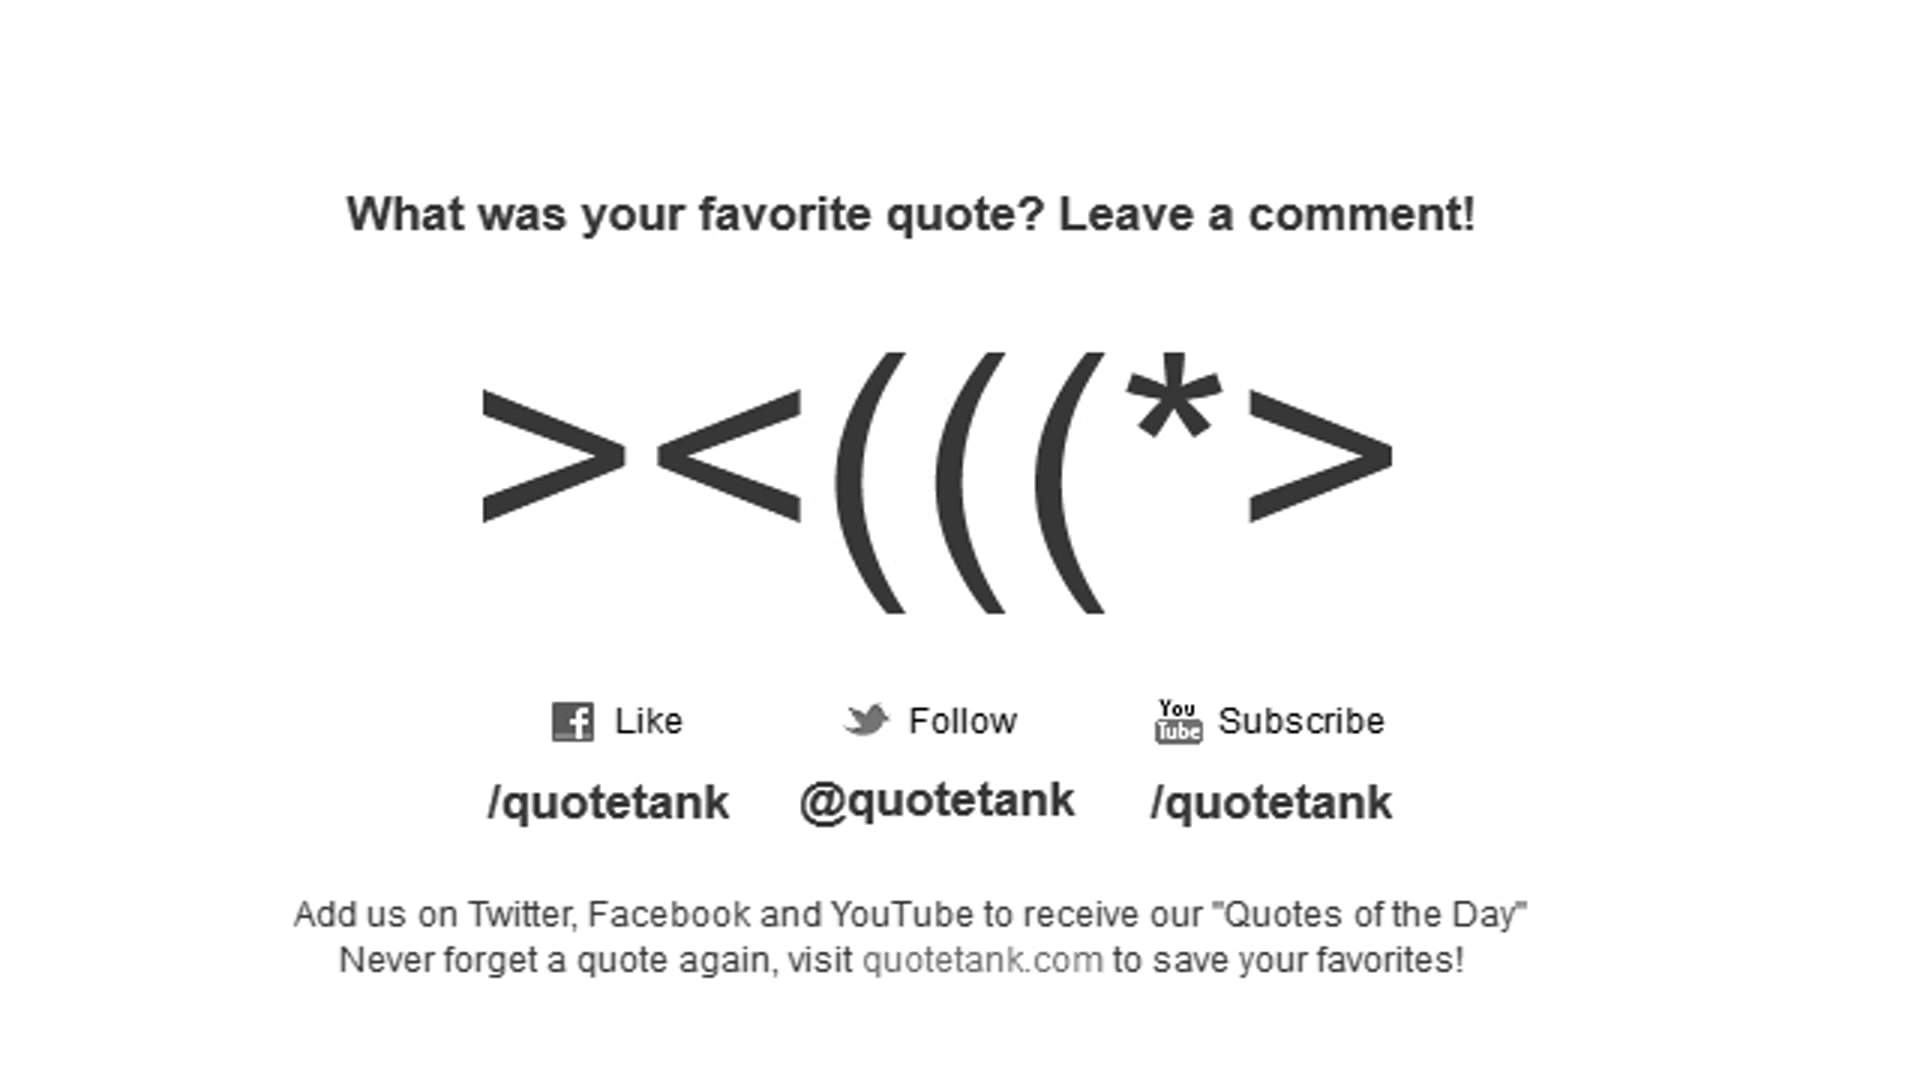 What was your favorite quote? Leave a comment!
><(((*>
f Like Follow You Tube Subscribe
/quotetank @quotetank /quotetank
Add us on Twitter, Facebook and YouTube to receive our "Quotes of the Day"
Never forget a quote again, visit quotetank.com to save your favorites!